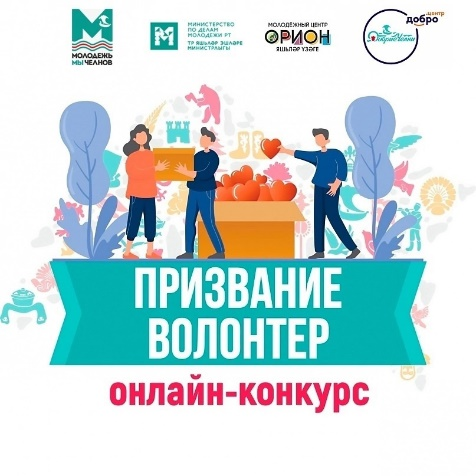 МОЛОДЕЖЬ
МЫ ЧЕЛНОВ
МИНИСТЕРСТВО
ПО ДЕЛАМ
МОЛОДЕЖИ РТ
ТР ЯШЬЛӘР ЭШЛӘРЕ
МИНИСТРЛЫГЫ
МОЛОДЁЖНЫЙ ЦЕНТР
ОРИОН
ЯШЬЛӘР ҮЗӘГЕ
центр
добро
ПРИЗВАНИЕ
ВОЛОНТЕР
онлайн-конкурс